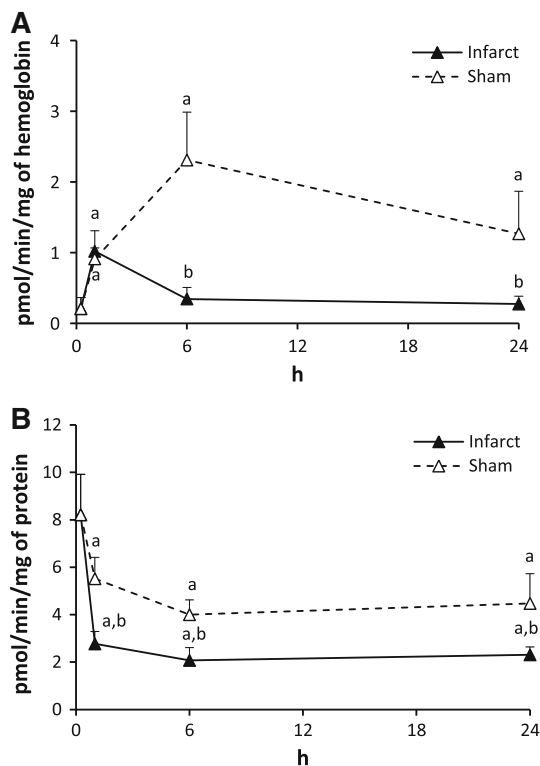 A
pmol/min/mg of hemoglobin
4
3
2
1
0
Infarct
Sham
a
a
a
a
b
b
0 6 12 18 24
h
B
pmol/min/mg of protein
12
10
8
6
4
2
0
Infarct
Sham
a
a
a
a,b
a,b
a,b
0 6 12 18 24
h